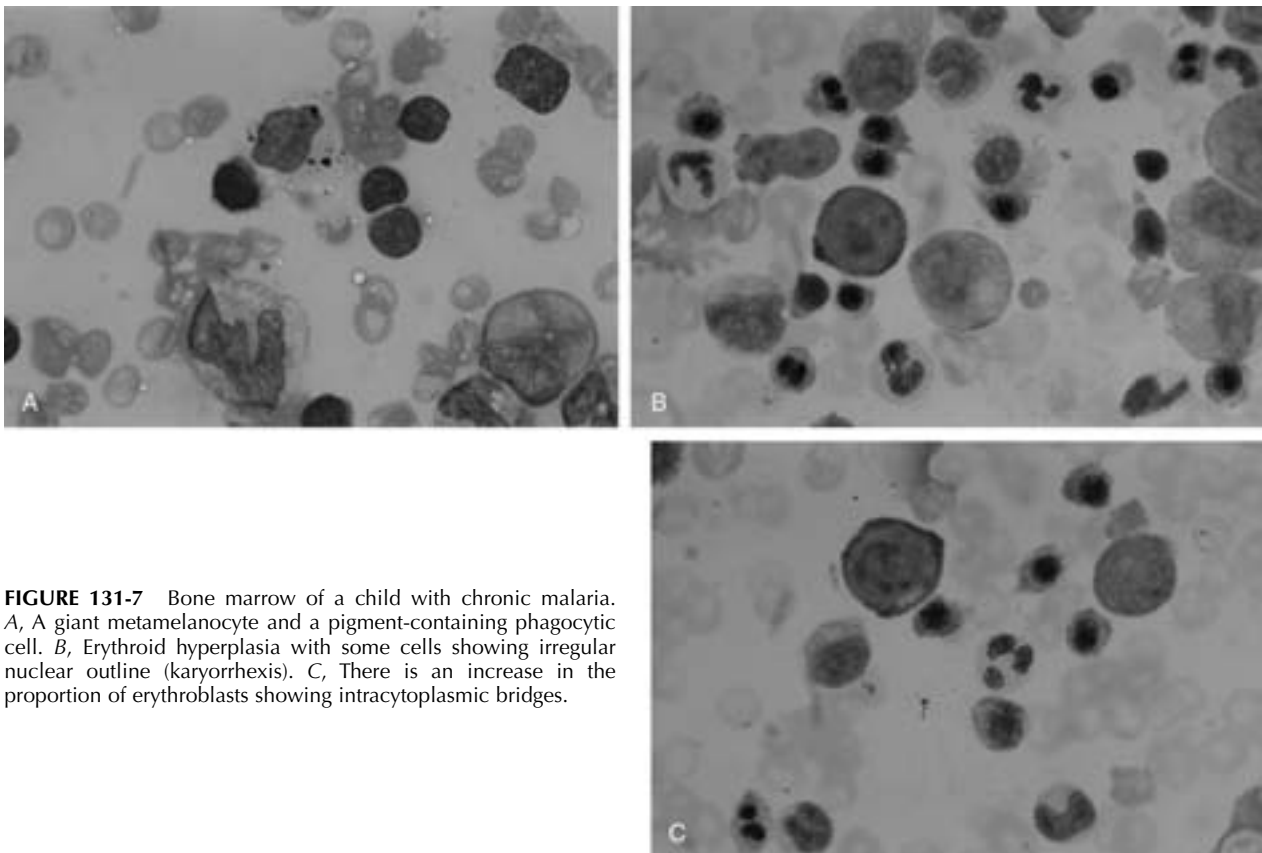 A
B
FIGURE 131-7 Bone marrow of a child with chronic malaria.
A, A giant metamelanocyte and a pigment-containing phagocytic
cell. B, Erythroid hyperplasia with some cells showing irregular
nuclear outline (karyorrhexis). C, There is an increase in the
proportion of erythroblasts showing intracytoplasmic bridges.
C